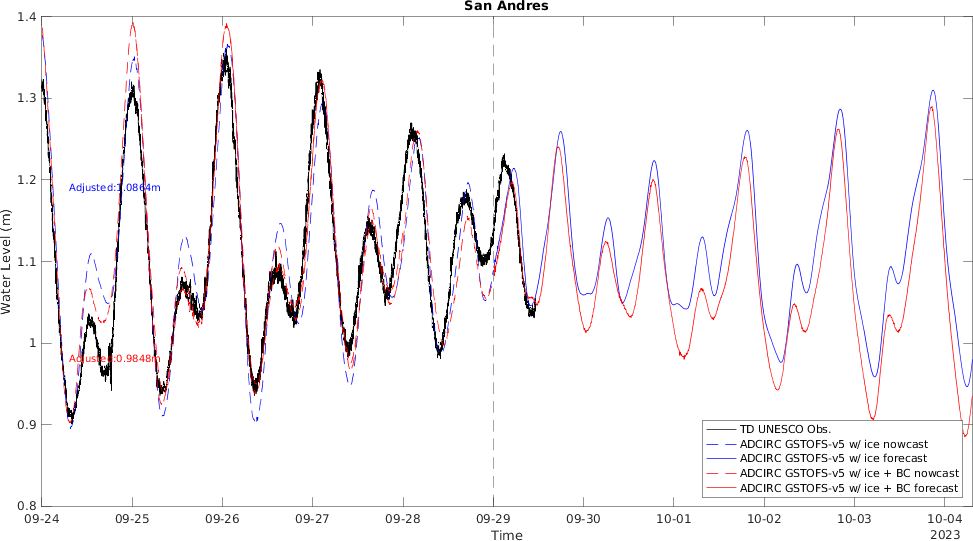 San Andres
1.4
1.3
1.2
1.1
1
0.9
0.8
Water Level (m)
Adjusted:1.0864m
Adjusted:0.9848m
TD UNESCO Obs.
ADCIRC GSTOFS-v5 w/ ice nowcast
ADCIRC GSTOFS-v5 w/ ice forecast
ADCIRC GSTOFS-v5 w/ ice + BC nowcast
ADCIRC GSTOFS-v5 w/ ice + BC forecast
09-24 09-25 09-26 09-27 09-28 09-29 09-30 10-01 10-02 10-03 10-04
Time
2023